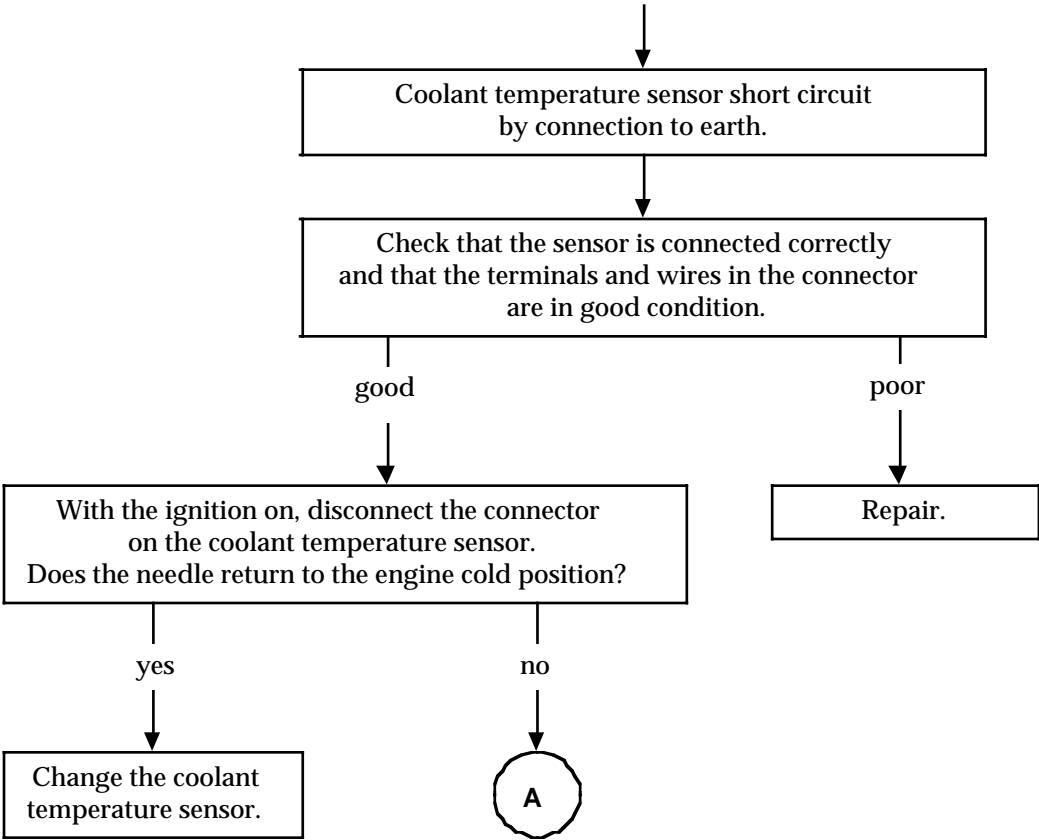 Coolant temperature sensor short circuit
by connection to earth.
Check that the sensor is connected correctly
and that the terminals and wires in the connector
are in good condition.
good
poor
With the ignition on, disconnect the connector
on the coolant temperature sensor.
Does the needle return to the engine cold position?
Repair.
yes
no
Change the coolant
temperature sensor.
A